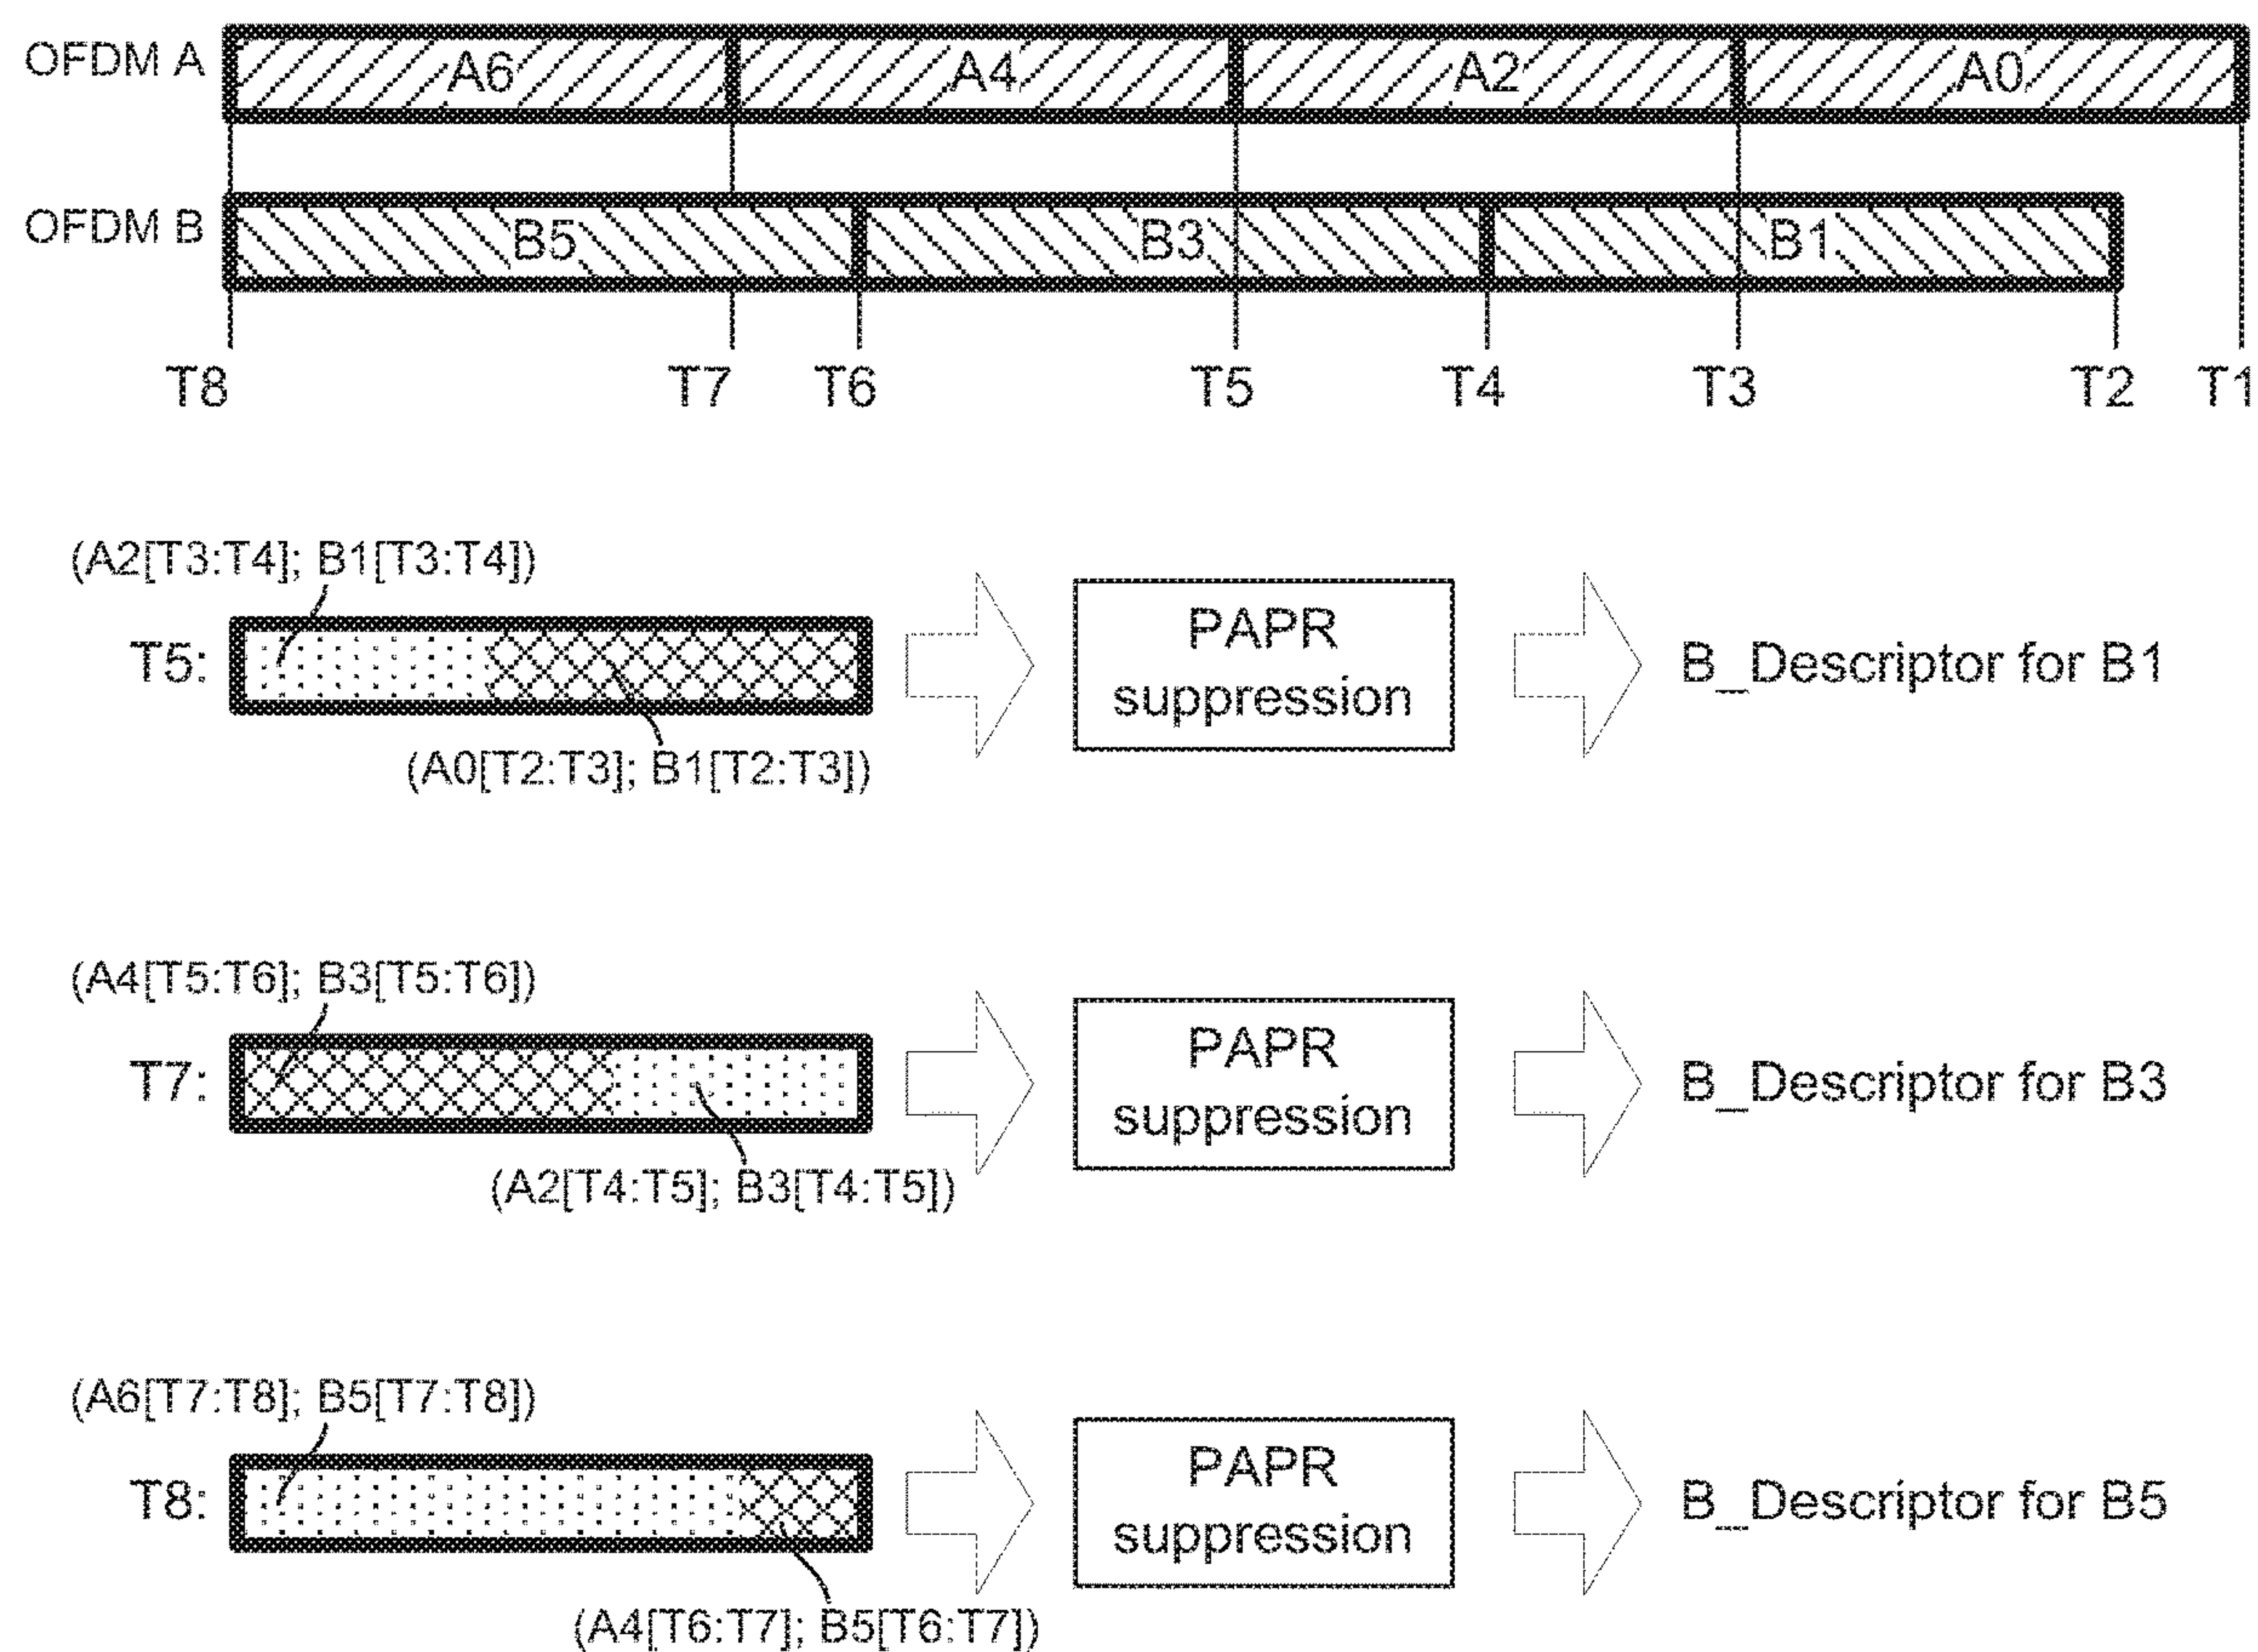 OFDM A A6 A4 A2 A0
OFDM B B5 B3 B1
T8 T7 T6 T5 T4 T3 T2 T1
(A2[T3:T4]; B1[T3:T4])
T5:
PAPR
suppression
B_Descriptor for B1
(A0[T2:T3]; B1[T2:T3])
(A4[T5:T6]; B3[T5:T6])
T7:
PAPR
suppression
B_Descriptor for B3
(A2[T4:T5]; B3[T4:T5])
(A6[T7:T8]; B5[T7:T8])
T8:
PAPR
suppression
B_Descriptor for B5
(A4[T6:T7]; B5[T6:T7])